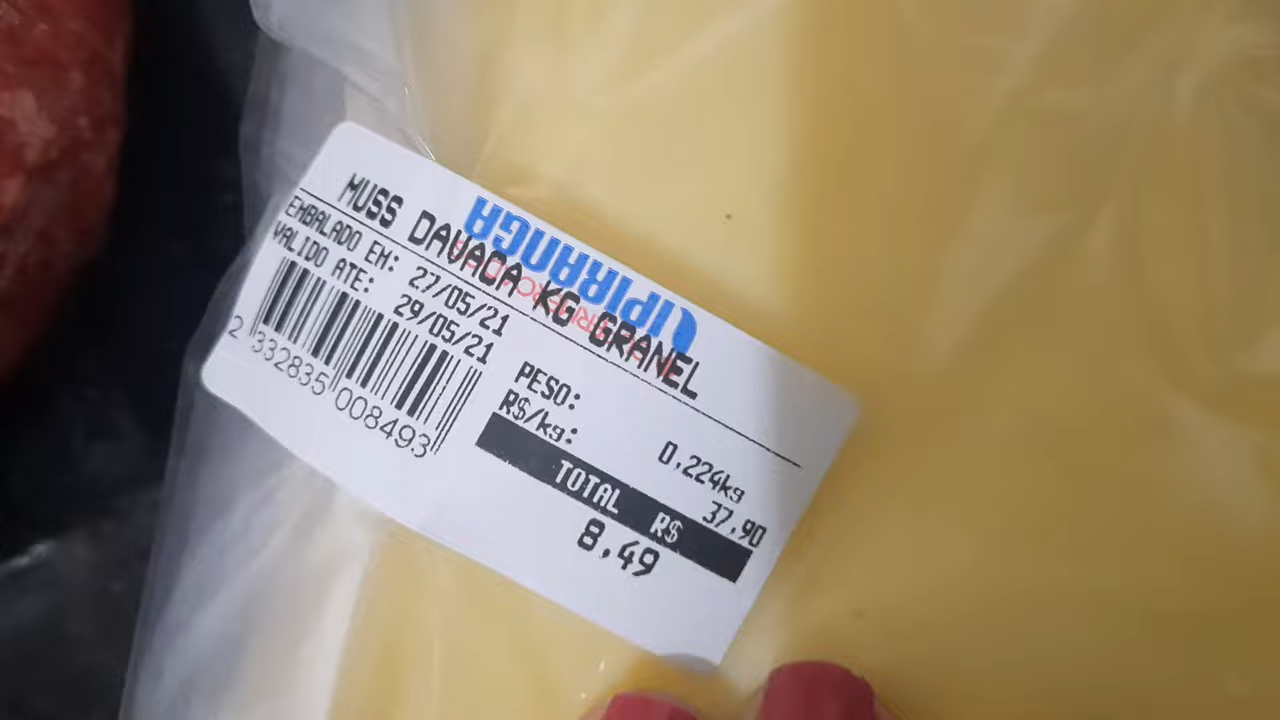 MUSS DAVACA KG GRANEL
IPIRANGA
EMBALADO EM: 27/05/21
VALIDO ATE: 29/05/21
2 332835 008493
PESO: 0,224kg
R$/kg: 37,90
TOTAL R$
8,49